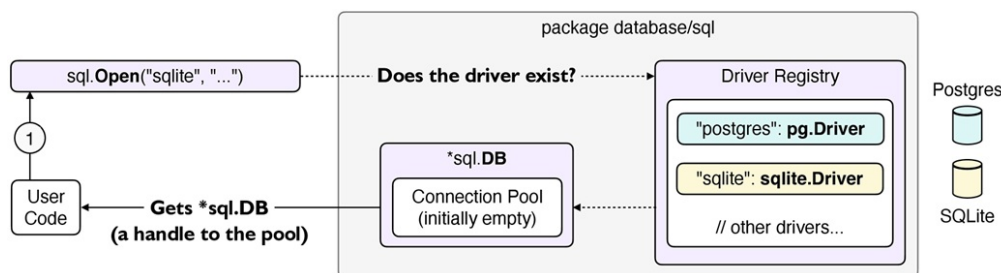 package database/sql
sql.Open("sqlite", "...")
Does the driver exist?
Driver Registry
"postgres": pg.Driver
"sqlite": sqlite.Driver
// other drivers...
Postgres
SQLite
1
*sql.DB
Connection Pool
(initially empty)
User
Code
Gets *sql.DB
(a handle to the pool)